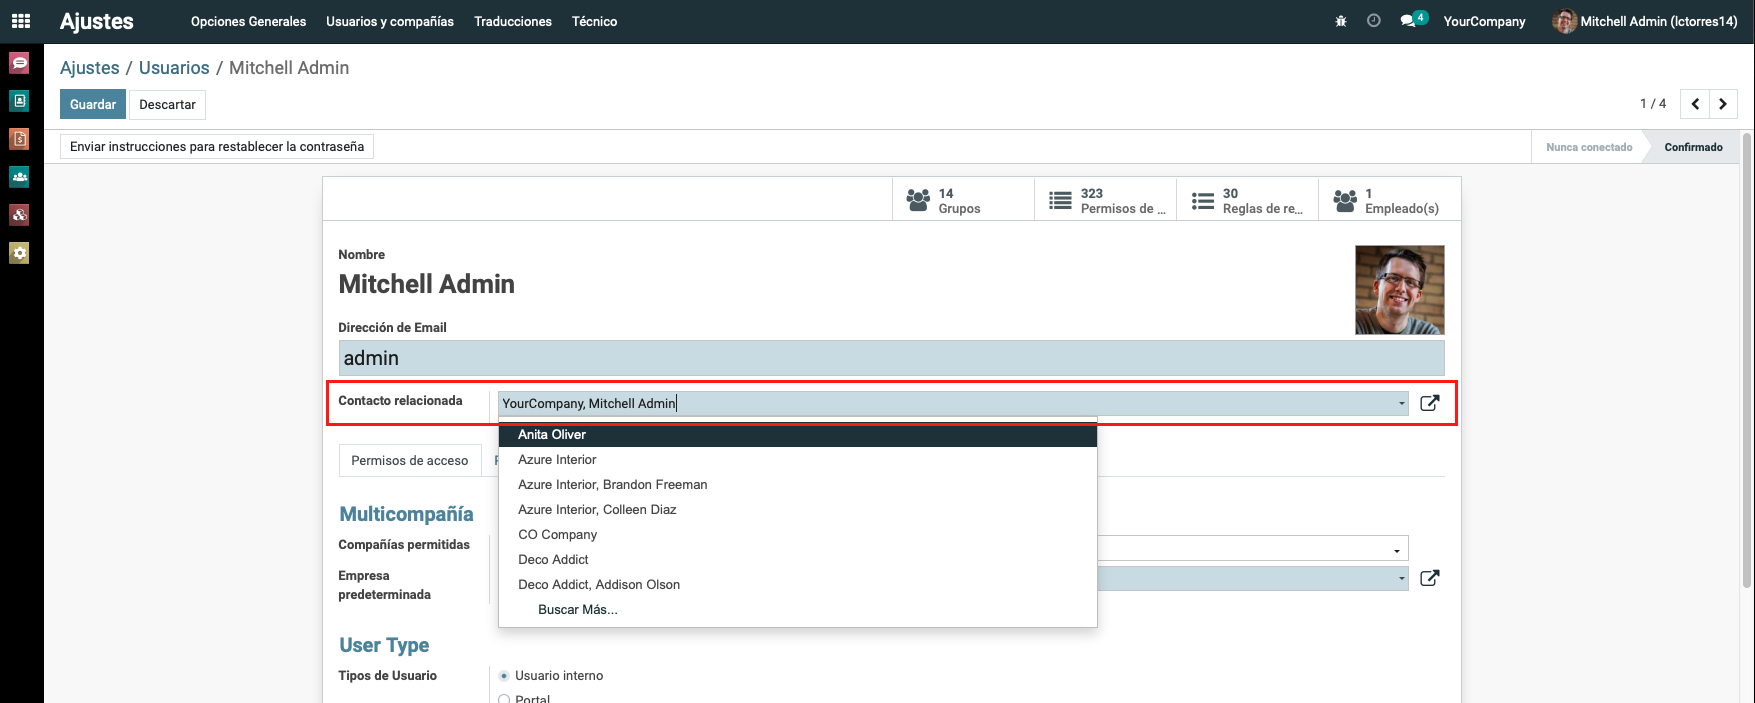 Ajustes Opciones Generales Usuarios y compañías Traducciones Técnico 4 YourCompany Mitchell Admin (lctorres14)
Ajustes / Usuarios / Mitchell Admin
Guardar Descartar 1 / 4
Enviar instrucciones para restablecer la contraseña Nunca conectado Confirmado
14 323 30 1
Grupos Permisos de ... Reglas de re... Empleado(s)
Nombre
Mitchell Admin
Dirección de Email
admin
Contacto relacionada YourCompany, Mitchell Admin
Anita Oliver
Permisos de acceso Azure Interior
Azure Interior, Brandon Freeman
Multicompañía Azure Interior, Colleen Diaz
Compañías permitidas CO Company
Empresa Deco Addict
predeterminada Deco Addict, Addison Olson
Buscar Más...
User Type
Tipos de Usuario Usuario interno
Portal